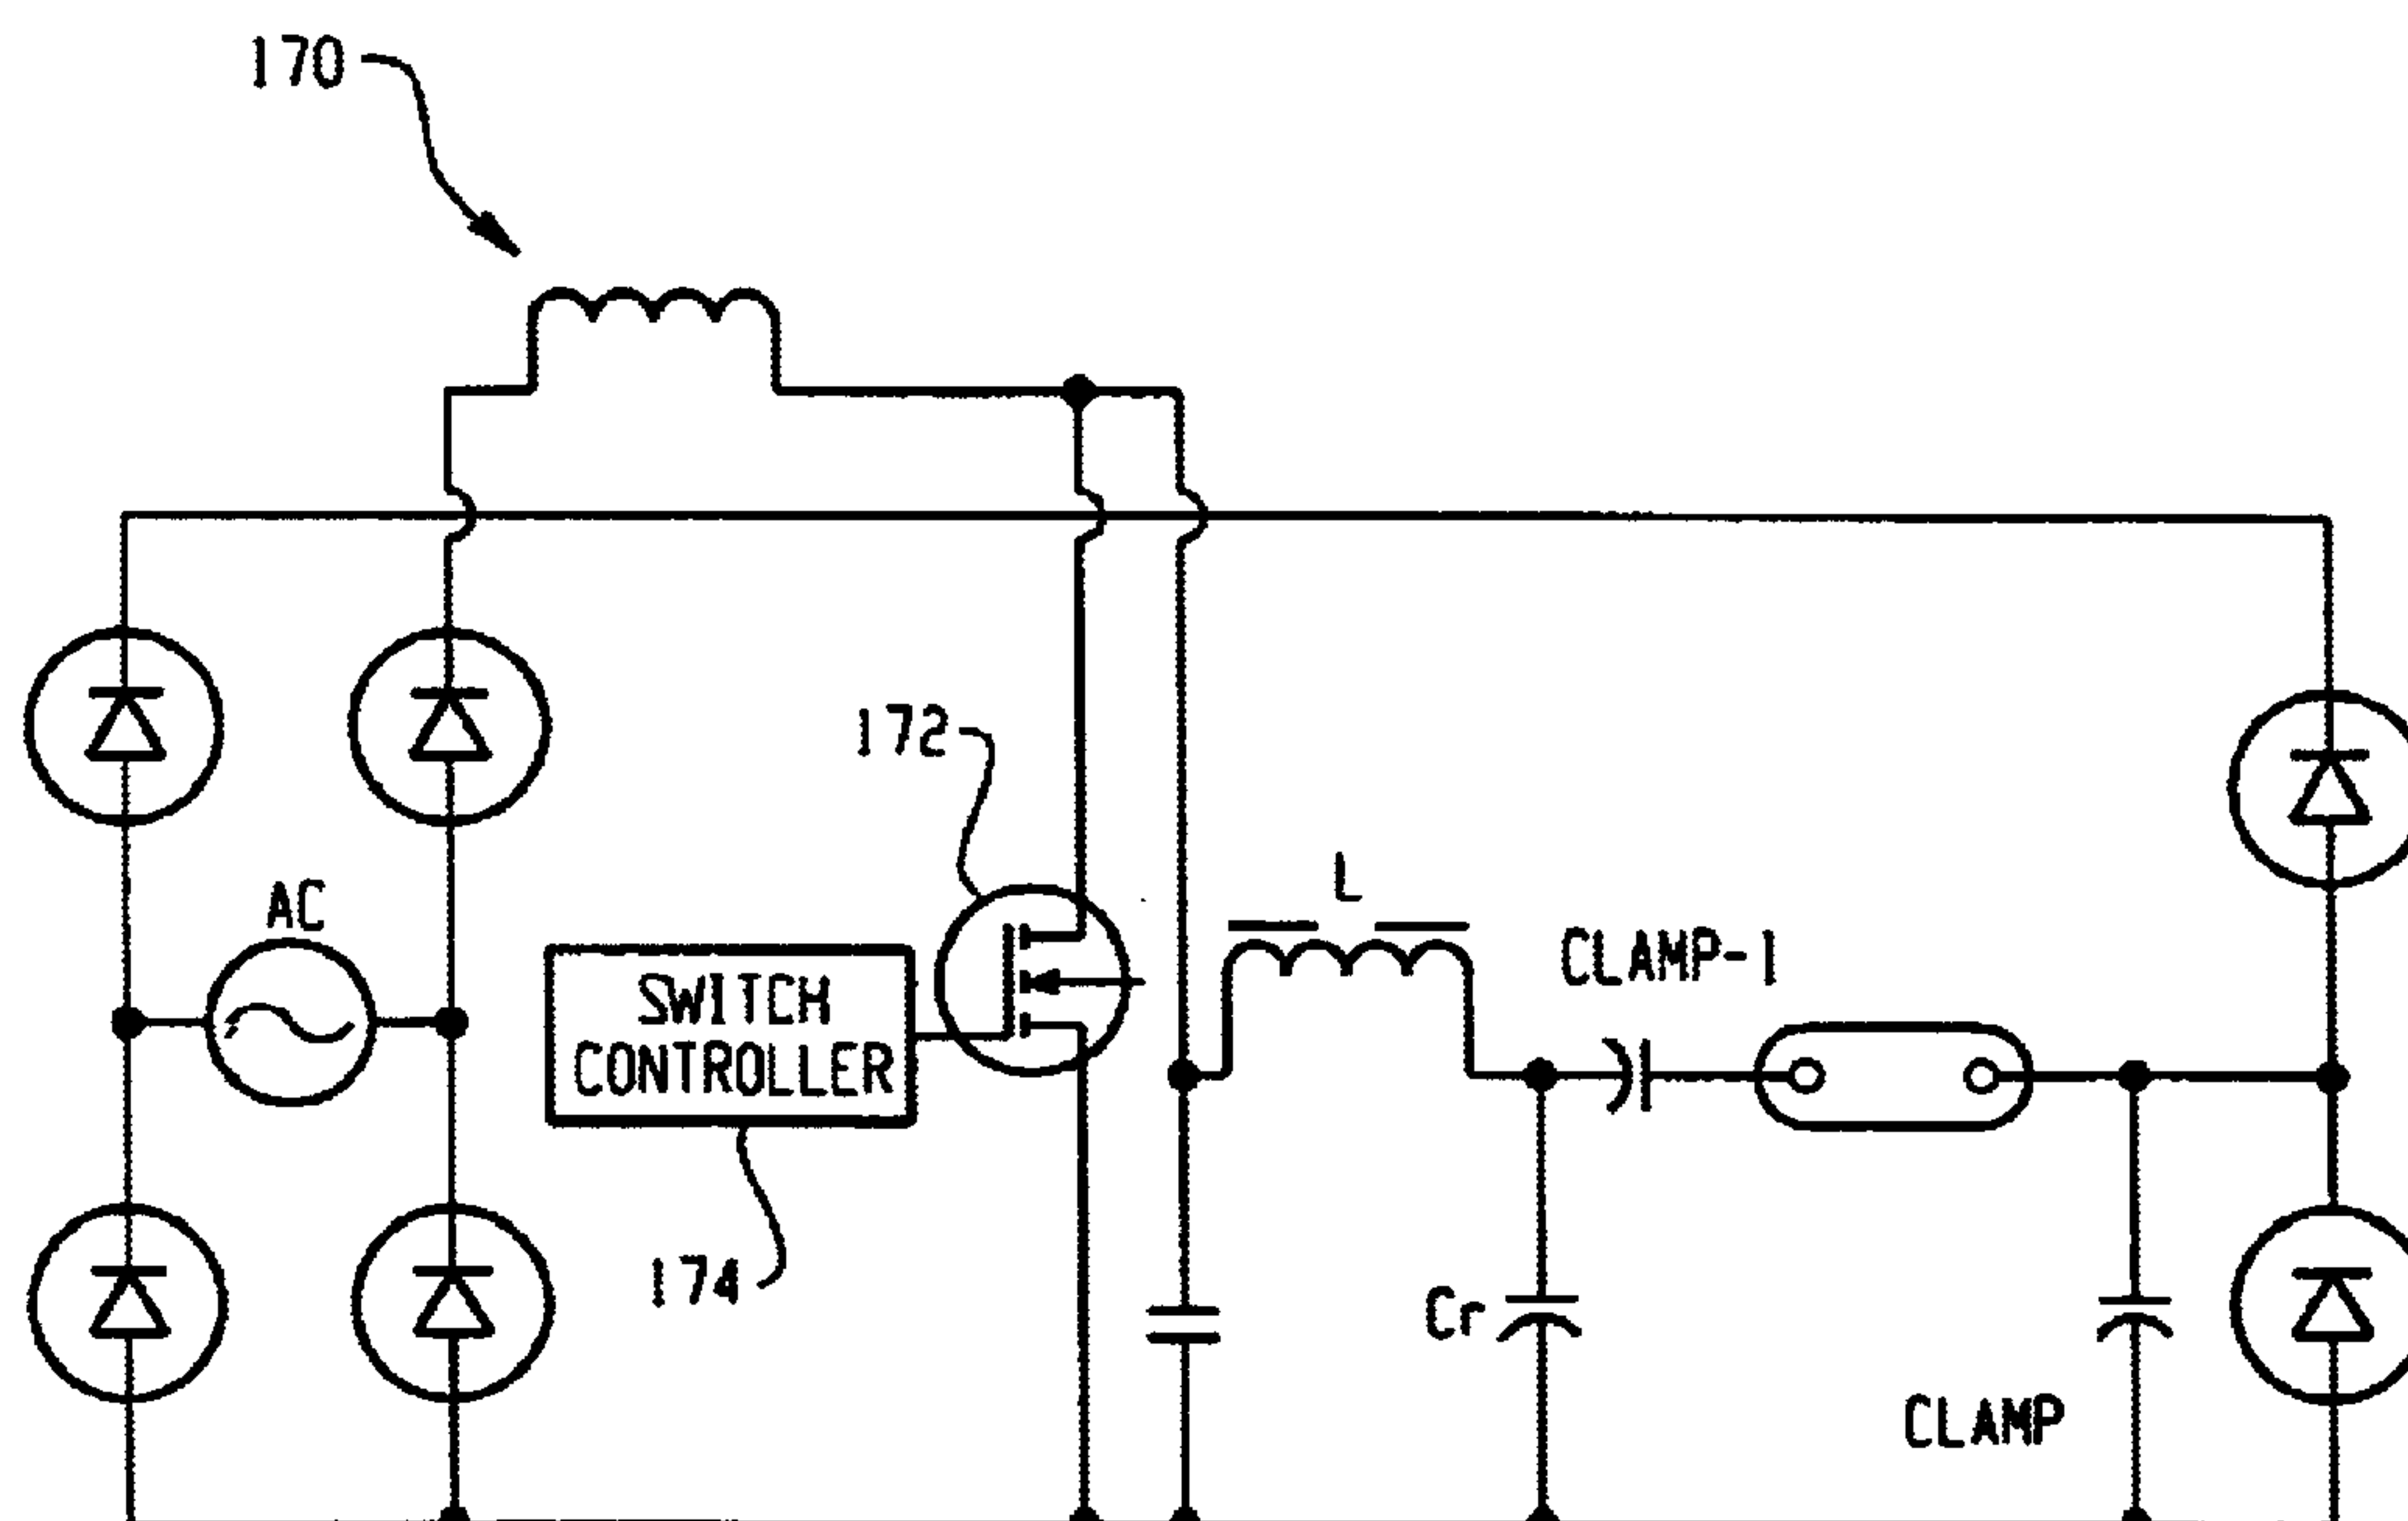 170
172
AC
L
CLAMP-1
SWITCH
CONTROLLER
174
Cr
CLAMP